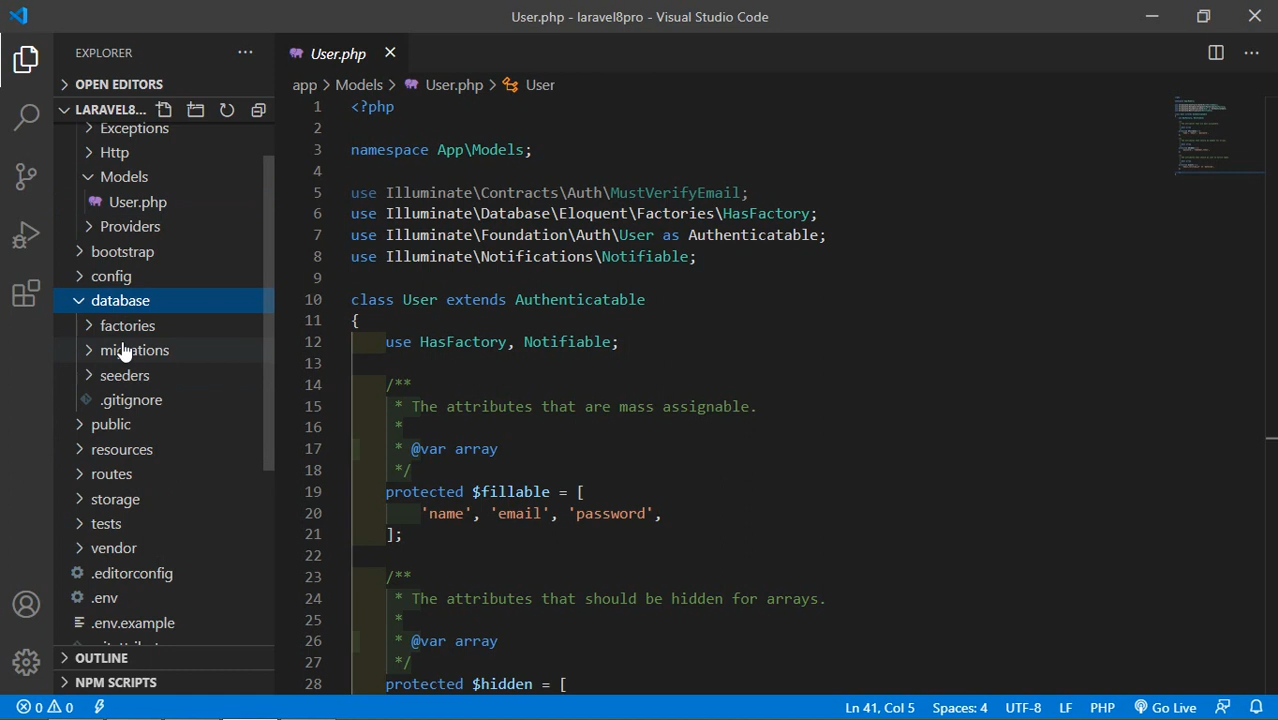 User.php - laravel8pro - Visual Studio Code
EXPLORER
OPEN EDITORS
LARAVEL8...
Exceptions
Http
Models
User.php
Providers
bootstrap
config
database
factories
migrations
seeders
.gitignore
public
resources
routes
storage
tests
vendor
.editorconfig
.env
.env.example
OUTLINE
NPM SCRIPTS
User.php
app > Models > User.php > User
1 <?php
2
3 namespace App\Models;
4
5 use Illuminate\Contracts\Auth\MustVerifyEmail;
6 use Illuminate\Database\Eloquent\Factories\HasFactory;
7 use Illuminate\Foundation\Auth\User as Authenticatable;
8 use Illuminate\Notifications\Notifiable;
9
10 class User extends Authenticatable
11 {
12 use HasFactory, Notifiable;
13
14 /**
15 * The attributes that are mass assignable.
16 *
17 * @var array
18 */
19 protected $fillable = [
20 'name', 'email', 'password',
21 ];
22
23 /**
24 * The attributes that should be hidden for arrays.
25 *
26 * @var array
27 */
28 protected $hidden = [
0 0 Ln 41, Col 5 Spaces: 4 UTF-8 LF PHP Go Live